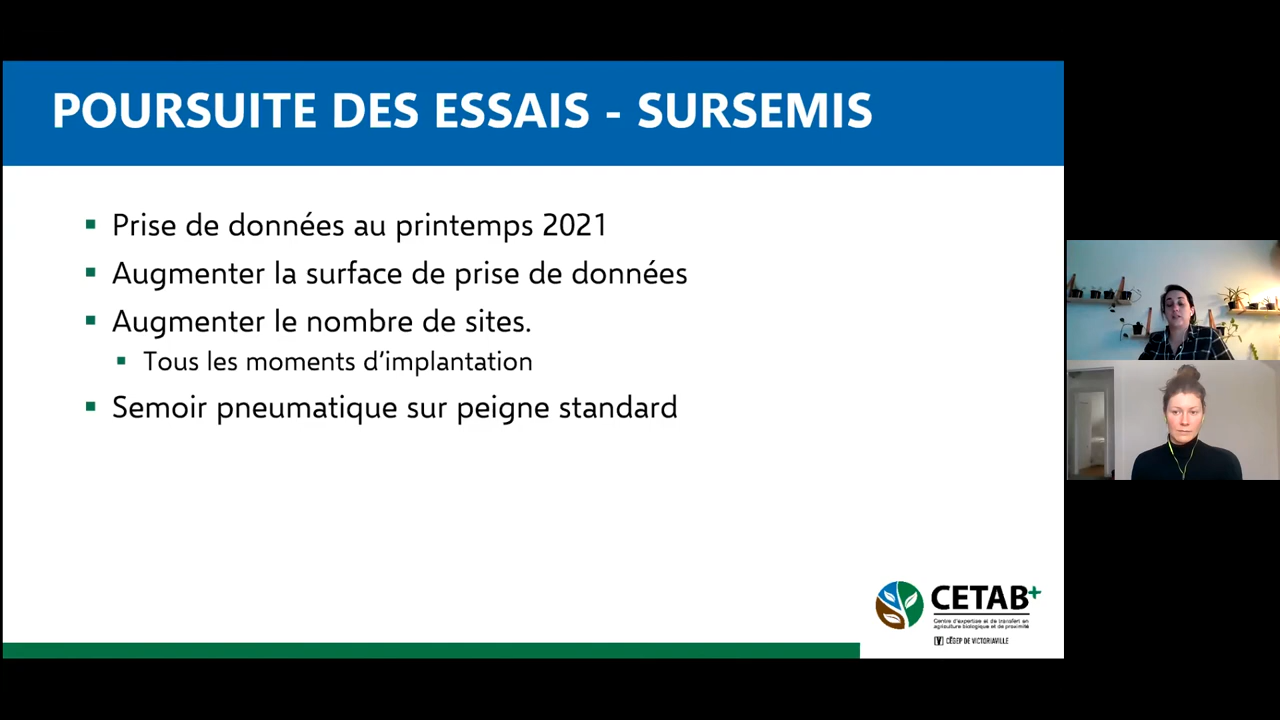 POURSUITE DES ESSAIS - SURSEMIS
Prise de données au printemps 2021
Augmenter la surface de prise de données
Augmenter le nombre de sites.
Tous les moments d'implantation
Semoir pneumatique sur peigne standard
CETAB+
Centre d'expertise et de transfert en
agriculture biologique et de proximité
CÉGEP DE VICTORIAVILLE